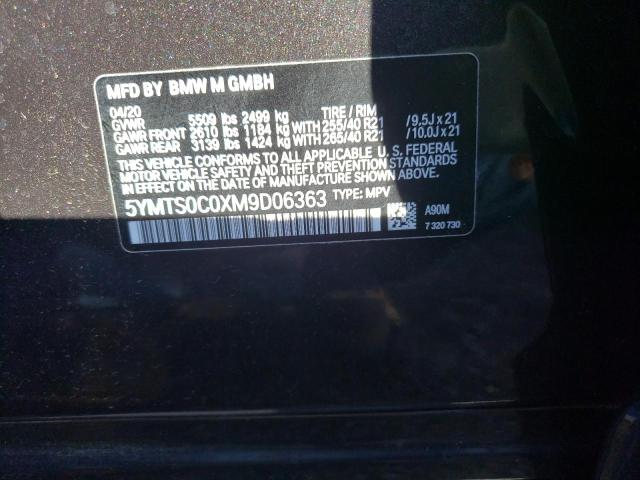 MFD BY BMW M GMBH
04/20 TIRE / RIM
GVWR 5509 lbs 2499 kg
GAWR FRONT 2610 lbs 1184 kg WITH 255/40 R21 /9.5J x 21
GAWR REAR 3139 lbs 1424 kg WITH 265/40 R21 /10.0J x 21
THIS VEHICLE CONFORMS TO ALL APPLICABLE U. S. FEDERAL
MOTOR VEHICLE SAFETY AND THEFT PREVENTION STANDARDS
IN EFFECT ON THE DATE OF MANUFACTURE SHOWN ABOVE.
5YMTS0C0XM9D06363 TYPE: MPV
A90M
7 320 730